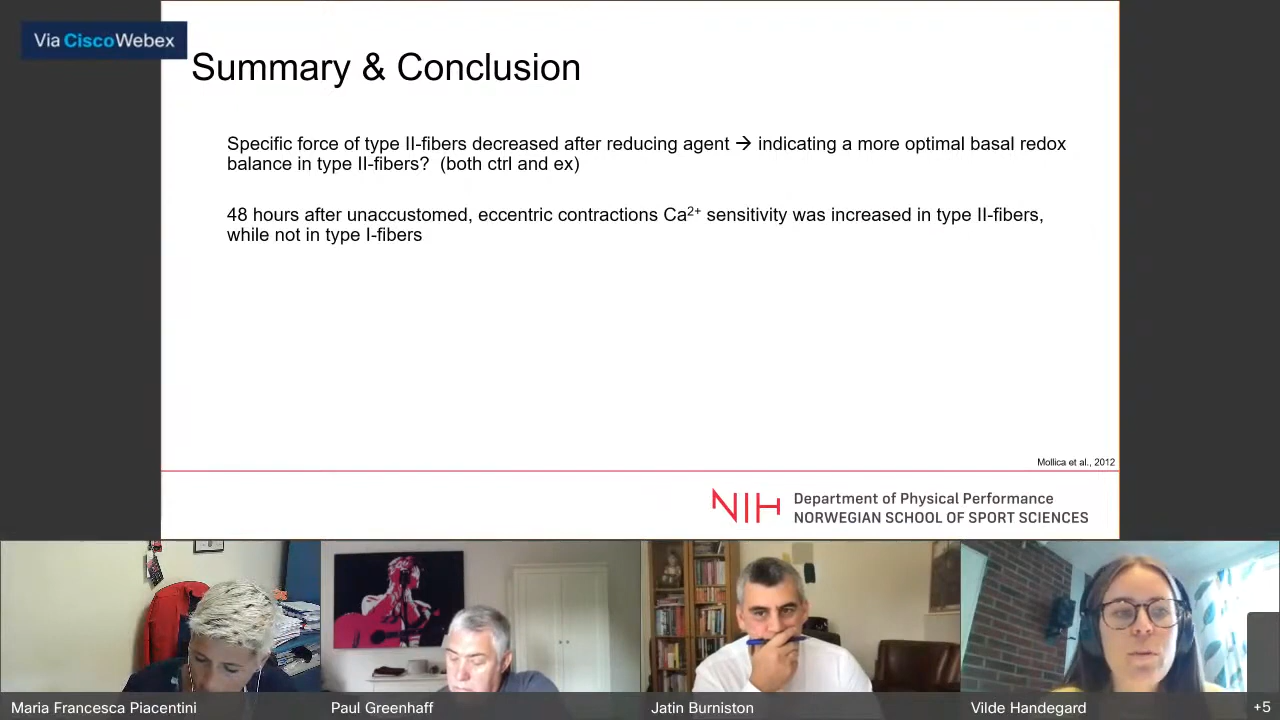 Via CiscoWebex
Summary & Conclusion
Specific force of type II-fibers decreased after reducing agent → indicating a more optimal basal redox
balance in type II-fibers?  (both ctrl and ex)
48 hours after unaccustomed, eccentric contractions Ca²⁺ sensitivity was increased in type II-fibers,
while not in type I-fibers
Mollica et al., 2012
NIH
Department of Physical Performance
NORWEGIAN SCHOOL OF SPORT SCIENCES
Maria Francesca Piacentini
Paul Greenhaff
Jatin Burniston
Vilde Handegard
+5